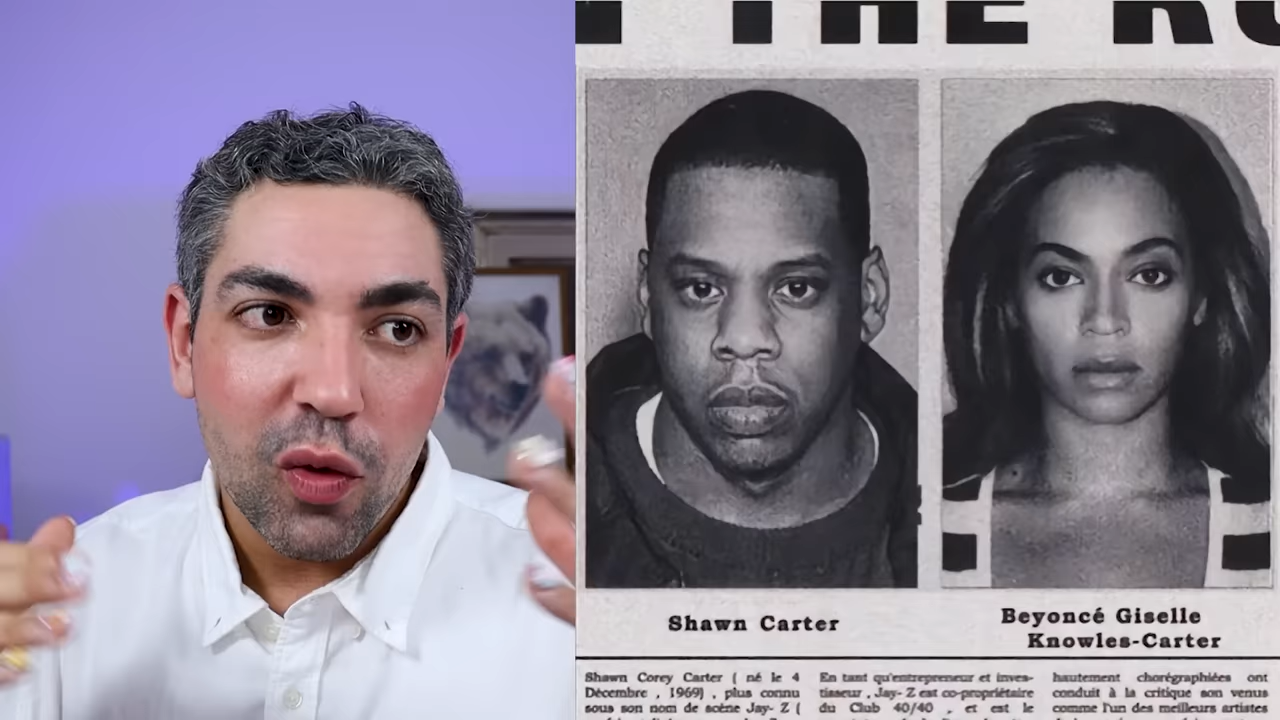 THE
Shawn Carter
Beyoncé Giselle
Knowles-Carter
Shawn Corey Carter ( né le 4
Décembre , 1969) , plus connu
sous son nom de scène Jay- Z (
En tant qu'entrepreneur et inves-
tisseur , Jay- Z est co-propriétaire
du Club 40/40 , et est le
hautement chorégraphiées ont
conduit à la critique son venus
comme l'un des meilleurs artistes